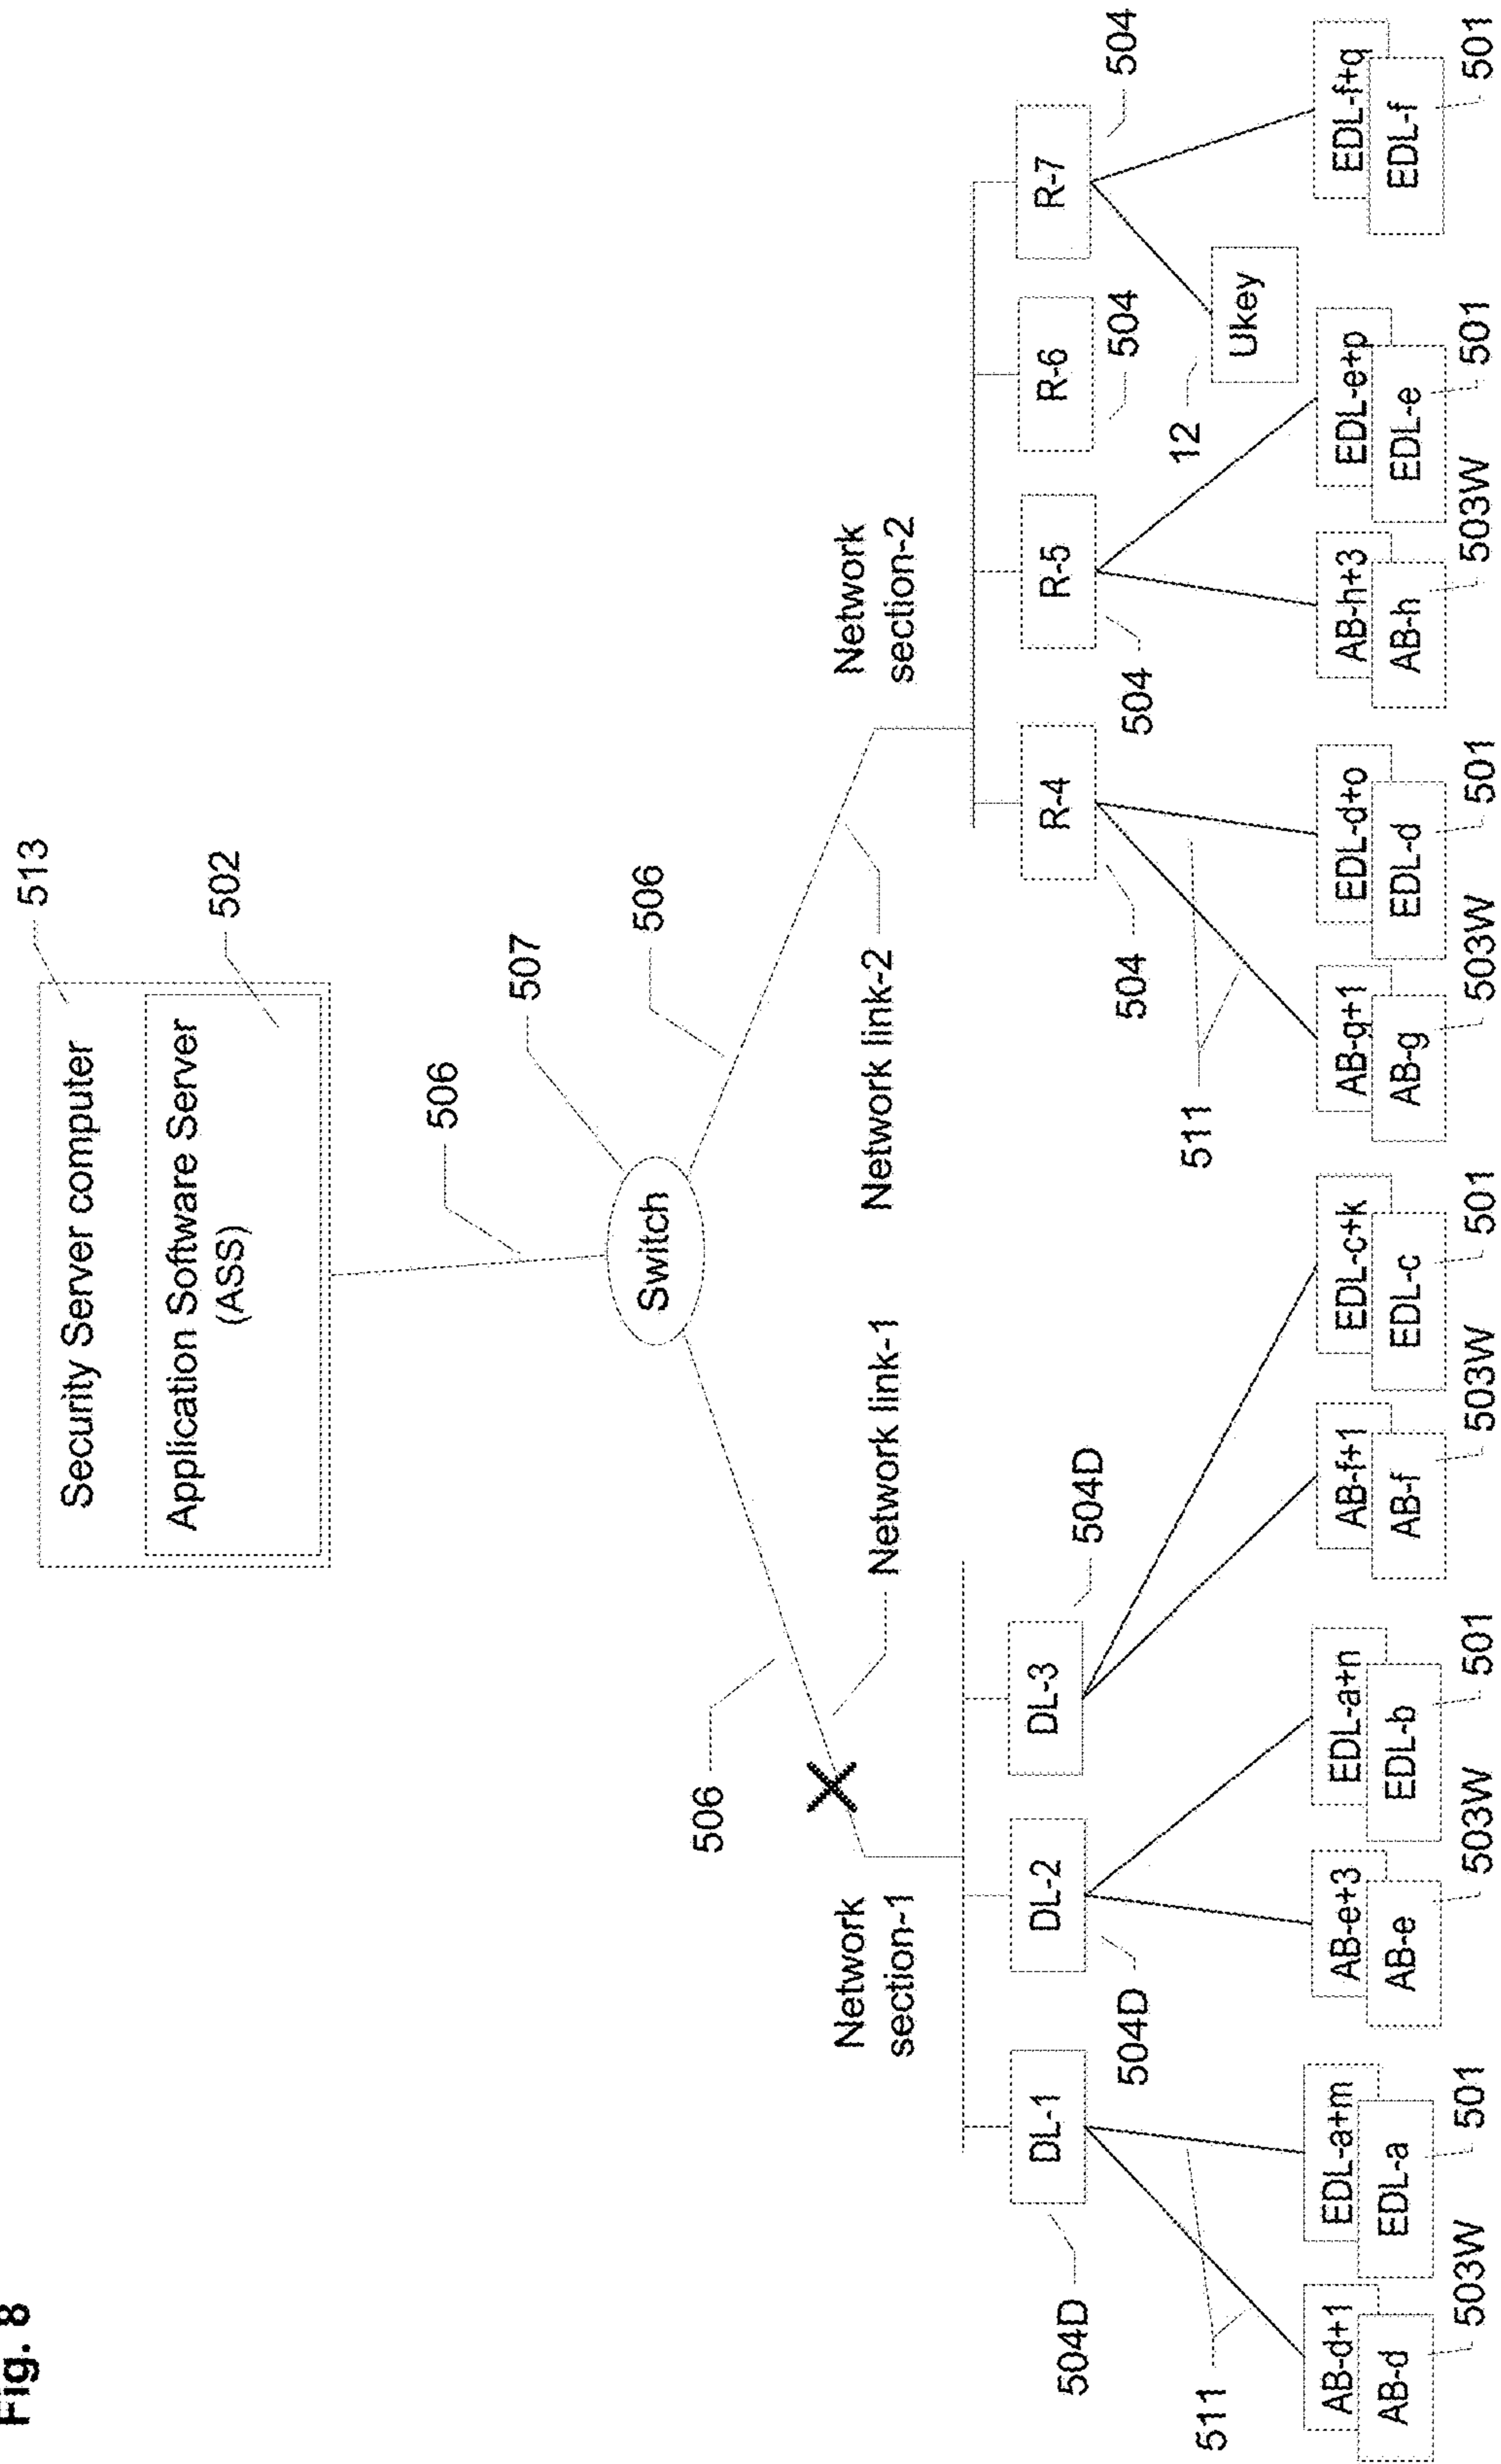 Fig. 8
513
Security Server computer
502
Application Software Server
(ASS)
506
507
Switch
506
506
Network link-1
Network link-2
Network
section-1
Network
section-2
DL-1
DL-2
DL-3
R-4
R-5
R-6
R-7
504D
504D
504D
504
504
504
504
12
Ukey
511
511
AB-d+1
AB-d
503W
EDL-a+m
EDL-a
501
AB-e+3
AB-e
503W
EDL-a+n
EDL-b
501
AB-f+1
AB-f
503W
EDL-c+k
EDL-c
501
AB-g+1
AB-g
503W
EDL-d+o
EDL-d
501
AB-h+3
AB-h
503W
EDL-e+p
EDL-e
501
EDL-f+q
EDL-f
501